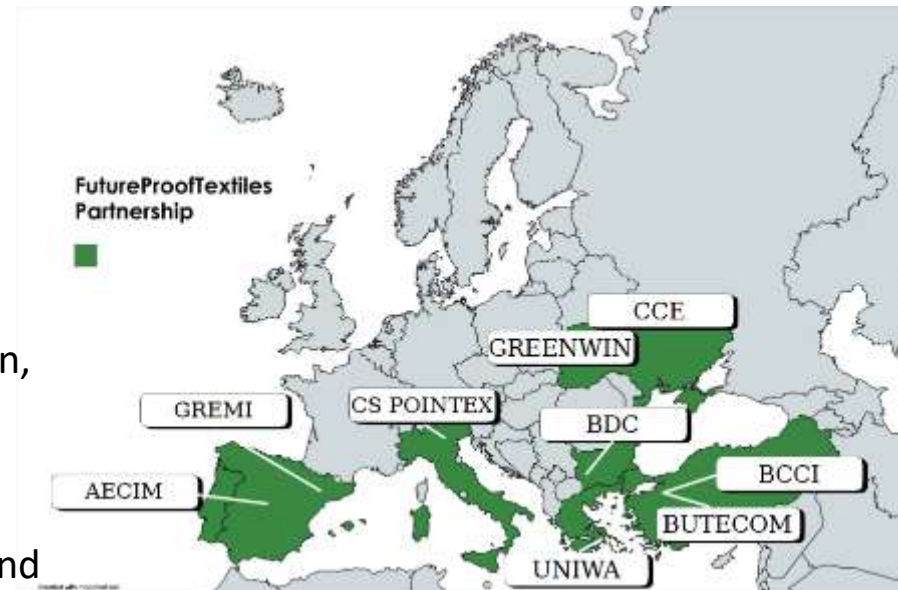 FutureProofTextiles
Partnership
CCE
GREENWIN
n,
GREMI
CS POINTEX
BDC
AECIM
BCCI
BUTECOM
nd
UNIWA